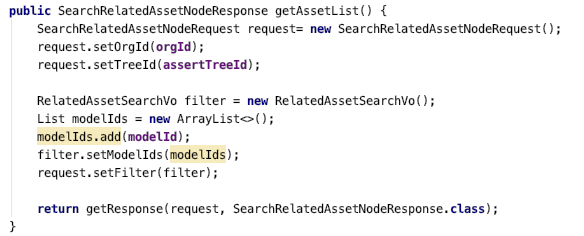 public SearchRelatedAssetNodeResponse getAssetList() {
    SearchRelatedAssetNodeRequest request= new SearchRelatedAssetNodeRequest();
    request.setOrgId(orgId);
    request.setTreeId(assertTreeId);

    RelatedAssetSearchVo filter = new RelatedAssetSearchVo();
    List modelIds = new ArrayList<>();
    modelIds.add(modelId);
    filter.setModelIds(modelIds);
    request.setFilter(filter);

    return getResponse(request, SearchRelatedAssetNodeResponse.class);
}